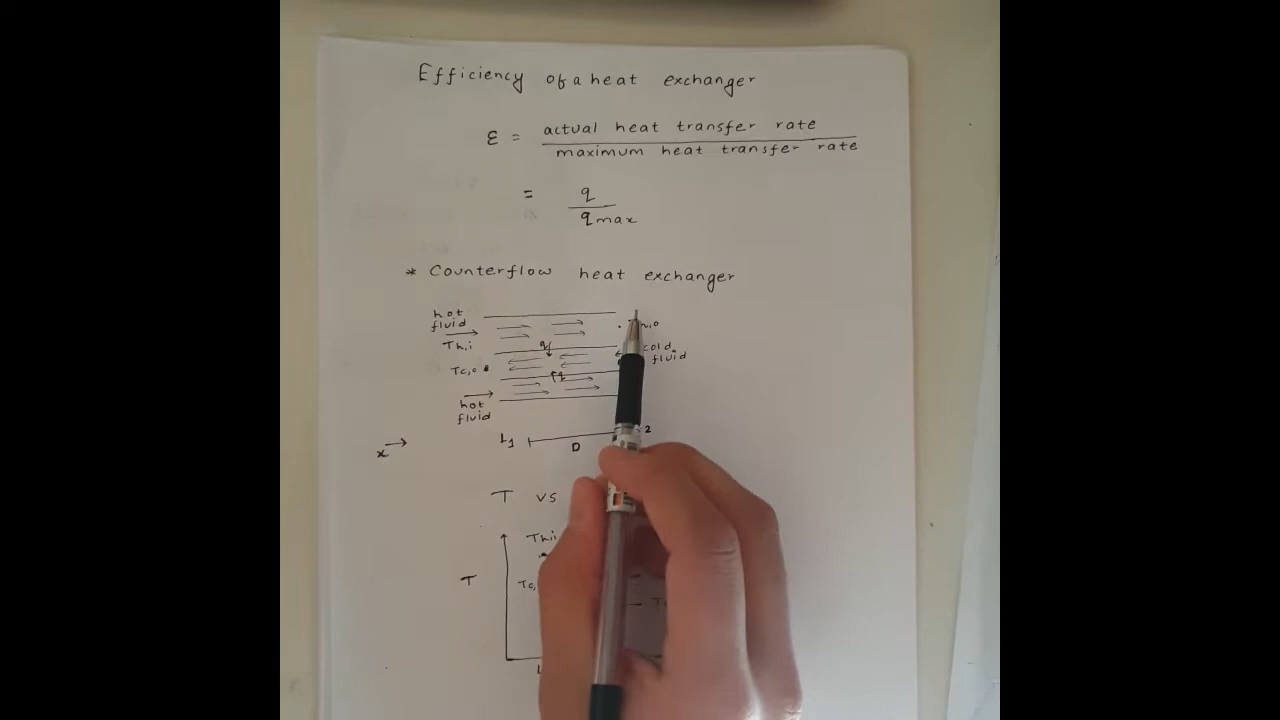 Efficiency of a heat exchanger
ε = actual heat transfer rate
maximum heat transfer rate
= q
qmax
* Counterflow heat exchanger
hot
fluid
Th,i
Tc,o
q
q
cold
fluid
hot
fluid
x
L1
D
2
T vs
Th,i
T